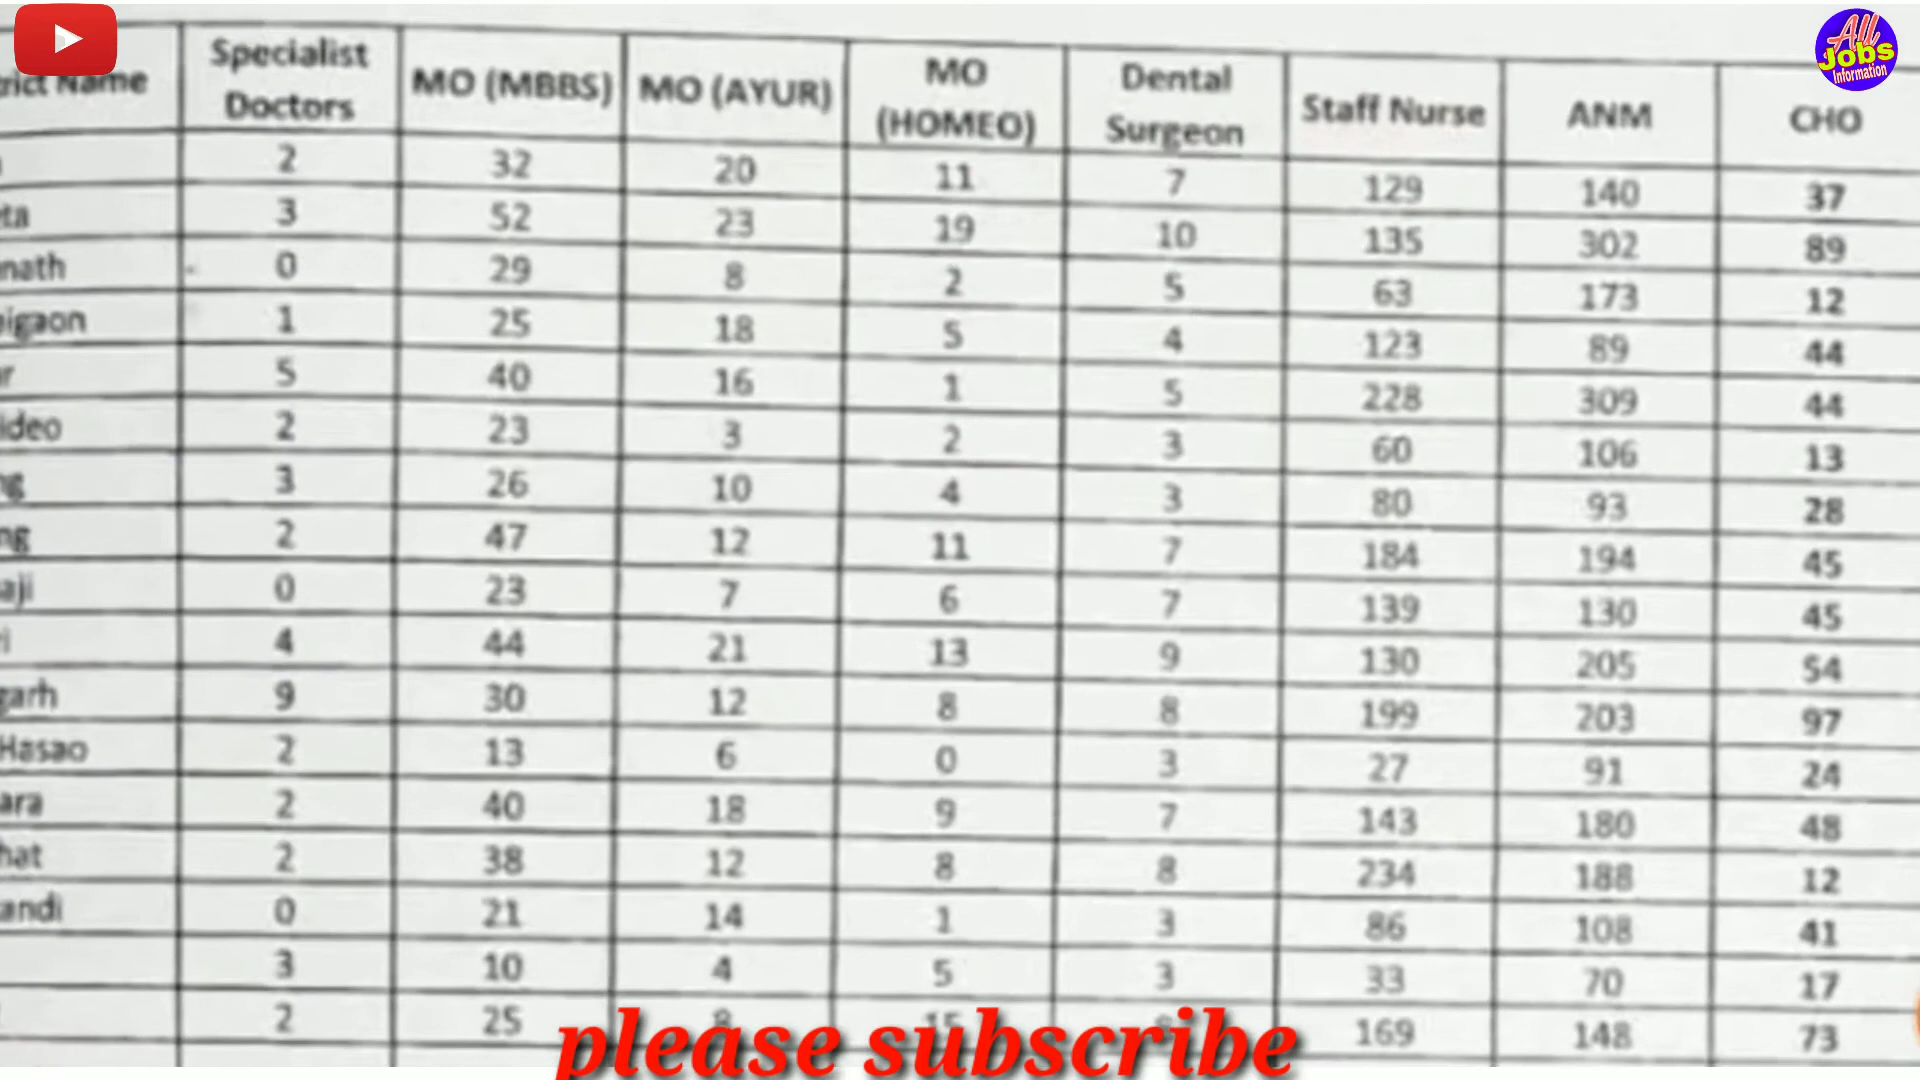 All
Jobs
Information
trict Name Specialist Doctors MO (MBBS) MO (AYUR) MO (HOMEO) Dental Surgeon Staff Nurse ANM CHO
2 32 20 11 7 129 140 37
eta 3 52 23 19 10 135 302 89
nath 0 29 8 2 5 63 173 12
igaon 1 25 18 5 4 123 89 44
r 5 40 16 1 5 228 309 44
ideo 2 23 3 2 3 60 106 13
ng 3 26 10 4 3 80 93 28
ng 2 47 12 11 7 184 194 45
aji 0 23 7 6 7 139 130 45
ri 4 44 21 13 9 130 205 54
garh 9 30 12 8 8 199 203 97
Hasao 2 13 6 0 3 27 91 24
ara 2 40 18 9 7 143 180 48
hat 2 38 12 8 8 234 188 12
andi 0 21 14 1 3 86 108 41
3 10 4 5 3 33 70 17
2 25 8 15 169 148 73
please subscribe